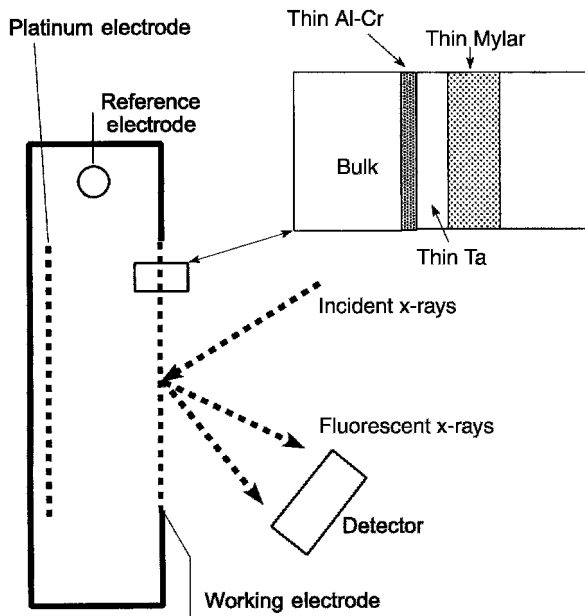 Thin Al-Cr
Platinum electrode
Thin Mylar
Reference
electrode
Bulk
Thin Ta
Incident x-rays
Fluorescent x-rays
Detector
Working electrode